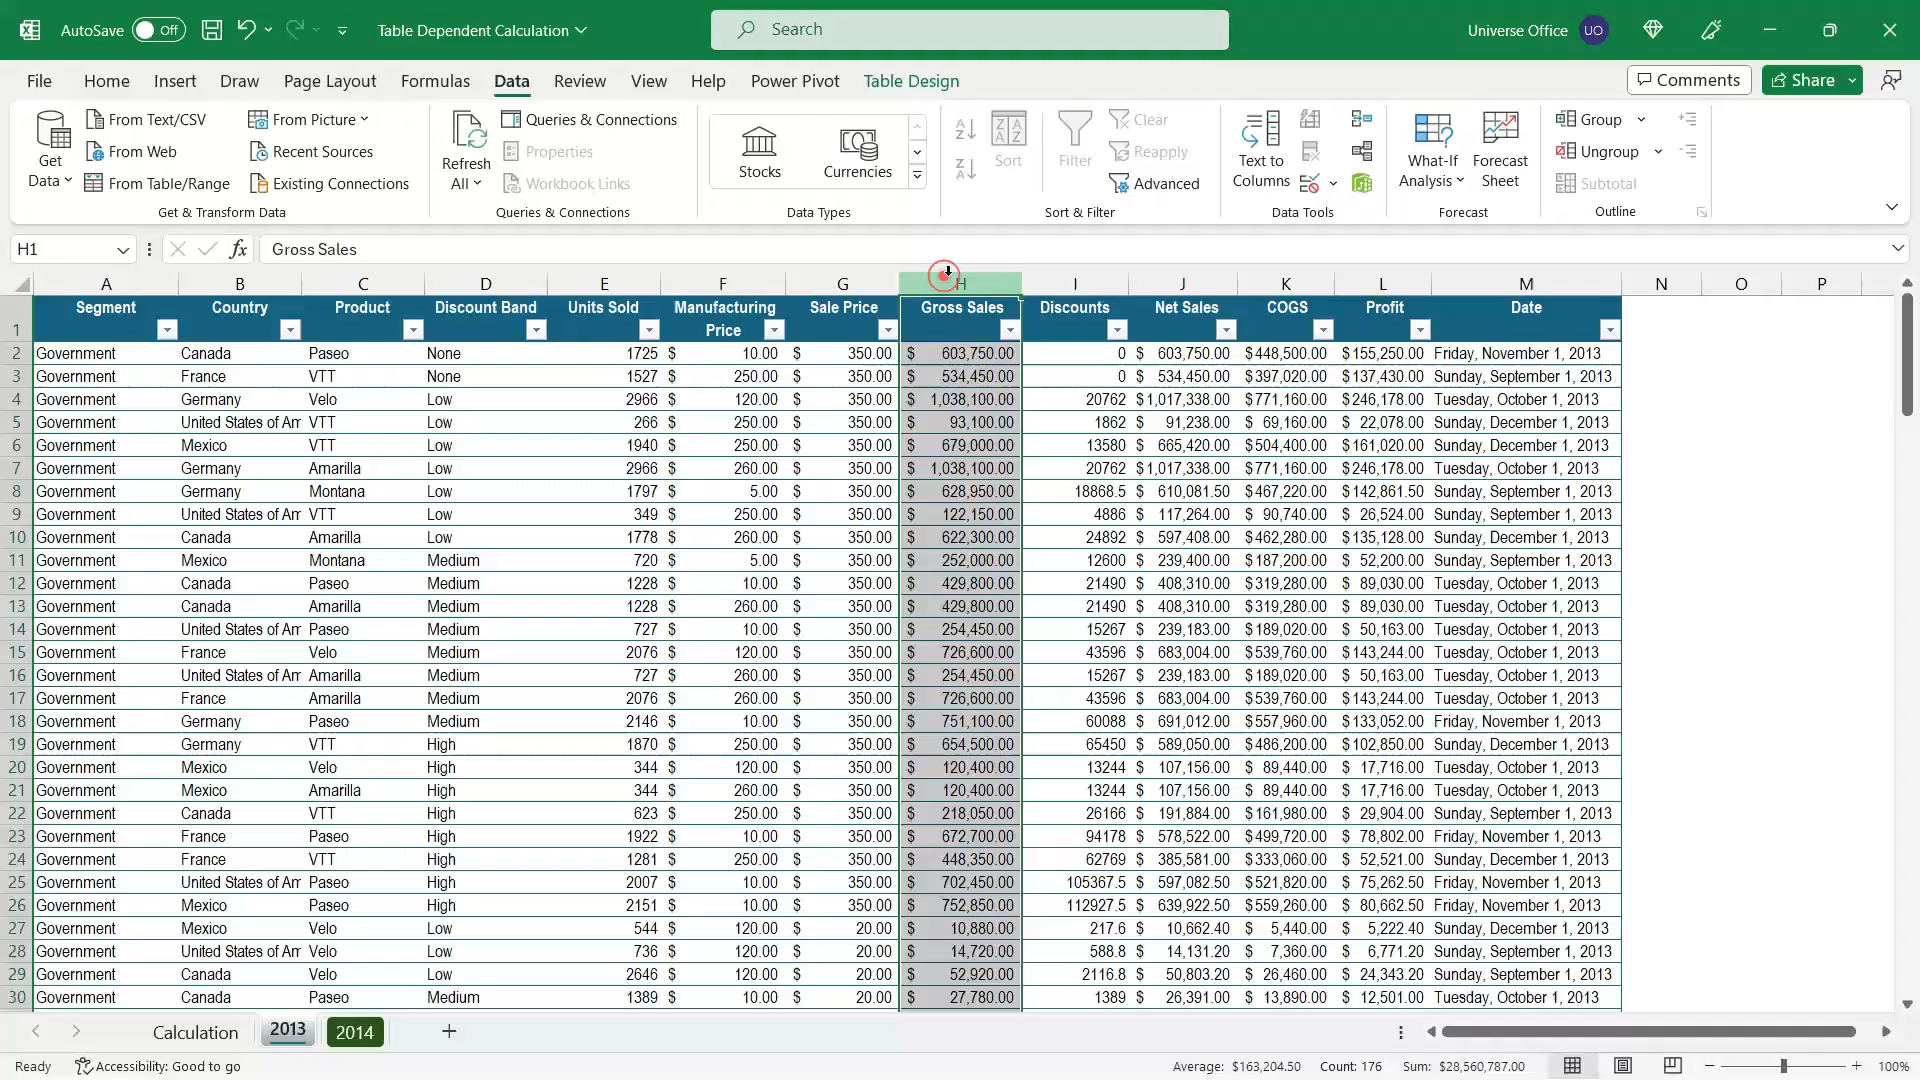 AutoSave Off Table Dependent Calculation Search Universe Office UO
File Home Insert Draw Page Layout Formulas Data Review View Help Power Pivot Table Design Comments Share
Get Data
From Text/CSV
From Web
From Table/Range
From Picture
Recent Sources
Existing Connections
Get & Transform Data
Refresh All
Queries & Connections
Properties
Workbook Links
Queries & Connections
Stocks Currencies
Data Types
Sort Filter
Clear
Reapply
Advanced
Sort & Filter
Text to Columns
Data Tools
What-If Analysis
Forecast Sheet
Forecast
Group
Ungroup
Subtotal
Outline
H1 fx Gross Sales
A B C D E F G H I J K L M N O P
1 Segment Country Product Discount Band Units Sold Manufacturing Price Sale Price Gross Sales Discounts Net Sales COGS Profit Date
2 Government Canada Paseo None 1725 $ 10.00 $ 350.00 $ 603,750.00 0 $ 603,750.00 $448,500.00 $155,250.00 Friday, November 1, 2013
3 Government France VTT None 1527 $ 250.00 $ 350.00 $ 534,450.00 0 $ 534,450.00 $397,020.00 $137,430.00 Sunday, September 1, 2013
4 Government Germany Velo Low 2966 $ 120.00 $ 350.00 $ 1,038,100.00 20762 $1,017,338.00 $771,160.00 $246,178.00 Tuesday, October 1, 2013
5 Government United States of Am VTT Low 266 $ 250.00 $ 350.00 $ 93,100.00 1862 $ 91,238.00 $ 69,160.00 $ 22,078.00 Sunday, December 1, 2013
6 Government Mexico VTT Low 1940 $ 250.00 $ 350.00 $ 679,000.00 13580 $ 665,420.00 $504,400.00 $161,020.00 Sunday, December 1, 2013
7 Government Germany Amarilla Low 2966 $ 260.00 $ 350.00 $ 1,038,100.00 20762 $1,017,338.00 $771,160.00 $246,178.00 Tuesday, October 1, 2013
8 Government Germany Montana Low 1797 $ 5.00 $ 350.00 $ 628,950.00 18868.5 $ 610,081.50 $467,220.00 $142,861.50 Sunday, September 1, 2013
9 Government United States of Am VTT Low 349 $ 250.00 $ 350.00 $ 122,150.00 4886 $ 117,264.00 $ 90,740.00 $ 26,524.00 Sunday, September 1, 2013
10 Government Canada Amarilla Low 1778 $ 260.00 $ 350.00 $ 622,300.00 24892 $ 597,408.00 $462,280.00 $135,128.00 Sunday, December 1, 2013
11 Government Mexico Montana Medium 720 $ 5.00 $ 350.00 $ 252,000.00 12600 $ 239,400.00 $187,200.00 $ 52,200.00 Sunday, September 1, 2013
12 Government Canada Paseo Medium 1228 $ 10.00 $ 350.00 $ 429,800.00 21490 $ 408,310.00 $319,280.00 $ 89,030.00 Tuesday, October 1, 2013
13 Government Canada Amarilla Medium 1228 $ 260.00 $ 350.00 $ 429,800.00 21490 $ 408,310.00 $319,280.00 $ 89,030.00 Tuesday, October 1, 2013
14 Government United States of Am Paseo Medium 727 $ 10.00 $ 350.00 $ 254,450.00 15267 $ 239,183.00 $189,020.00 $ 50,163.00 Tuesday, October 1, 2013
15 Government France Velo Medium 2076 $ 120.00 $ 350.00 $ 726,600.00 43596 $ 683,004.00 $539,760.00 $143,244.00 Tuesday, October 1, 2013
16 Government United States of Am Amarilla Medium 727 $ 260.00 $ 350.00 $ 254,450.00 15267 $ 239,183.00 $189,020.00 $ 50,163.00 Tuesday, October 1, 2013
17 Government France Amarilla Medium 2076 $ 260.00 $ 350.00 $ 726,600.00 43596 $ 683,004.00 $539,760.00 $143,244.00 Tuesday, October 1, 2013
18 Government Germany Paseo Medium 2146 $ 10.00 $ 350.00 $ 751,100.00 60088 $ 691,012.00 $557,960.00 $133,052.00 Friday, November 1, 2013
19 Government Germany VTT High 1870 $ 250.00 $ 350.00 $ 654,500.00 65450 $ 589,050.00 $486,200.00 $102,850.00 Sunday, December 1, 2013
20 Government Mexico Velo High 344 $ 120.00 $ 350.00 $ 120,400.00 13244 $ 107,156.00 $ 89,440.00 $ 17,716.00 Tuesday, October 1, 2013
21 Government Mexico Amarilla High 344 $ 260.00 $ 350.00 $ 120,400.00 13244 $ 107,156.00 $ 89,440.00 $ 17,716.00 Tuesday, October 1, 2013
22 Government Canada VTT High 623 $ 250.00 $ 350.00 $ 218,050.00 26166 $ 191,884.00 $161,980.00 $ 29,904.00 Sunday, September 1, 2013
23 Government France Paseo High 1922 $ 10.00 $ 350.00 $ 672,700.00 94178 $ 578,522.00 $499,720.00 $ 78,802.00 Friday, November 1, 2013
24 Government France VTT High 1281 $ 250.00 $ 350.00 $ 448,350.00 62769 $ 385,581.00 $333,060.00 $ 52,521.00 Sunday, December 1, 2013
25 Government United States of Am Paseo High 2007 $ 10.00 $ 350.00 $ 702,450.00 105367.5 $ 597,082.50 $521,820.00 $ 75,262.50 Friday, November 1, 2013
26 Government Mexico Paseo High 2151 $ 10.00 $ 350.00 $ 752,850.00 112927.5 $ 639,922.50 $559,260.00 $ 80,662.50 Friday, November 1, 2013
27 Government Mexico Velo Low 544 $ 120.00 $ 20.00 $ 10,880.00 217.6 $ 10,662.40 $ 5,440.00 $ 5,222.40 Sunday, December 1, 2013
28 Government United States of Am Velo Low 736 $ 120.00 $ 20.00 $ 14,720.00 588.8 $ 14,131.20 $ 7,360.00 $ 6,771.20 Sunday, September 1, 2013
29 Government Canada Velo Low 2646 $ 120.00 $ 20.00 $ 52,920.00 2116.8 $ 50,803.20 $ 26,460.00 $ 24,343.20 Sunday, September 1, 2013
30 Government Canada Paseo Medium 1389 $ 10.00 $ 20.00 $ 27,780.00 1389 $ 26,391.00 $ 13,890.00 $ 12,501.00 Tuesday, October 1, 2013
Calculation 2013 2014
Ready Accessibility: Good to go Average: $163,204.50 Count: 176 Sum: $28,560,787.00 100%